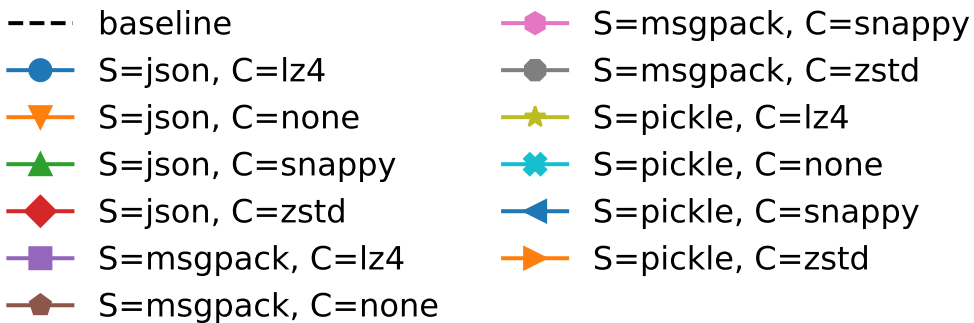 baseline
S=json, C=lz4
S=json, C=none
S=json, C=snappy
S=json, C=zstd
S=msgpack, C=lz4
S=msgpack, C=none
S=msgpack, C=snappy
S=msgpack, C=zstd
S=pickle, C=lz4
S=pickle, C=none
S=pickle, C=snappy
S=pickle, C=zstd